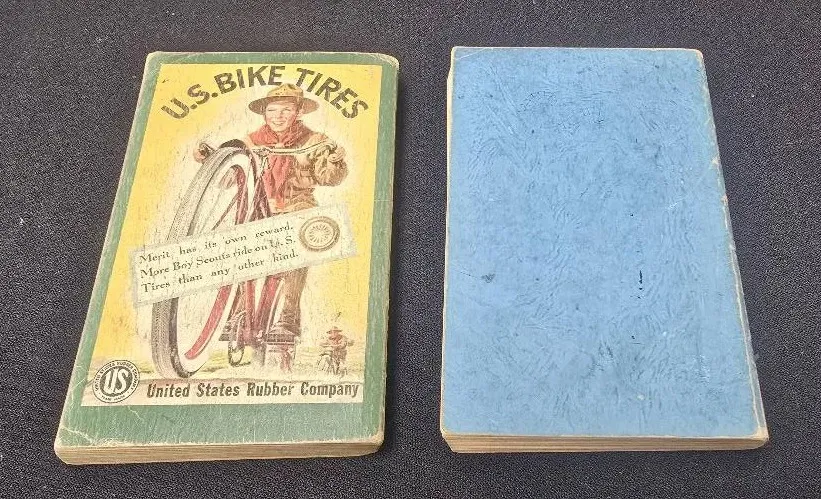 U.S. BIKE TIRES
Merit has its own reward.
More Boy Scouts ride on U. S.
Tires than any other kind.
US
United States Rubber Company